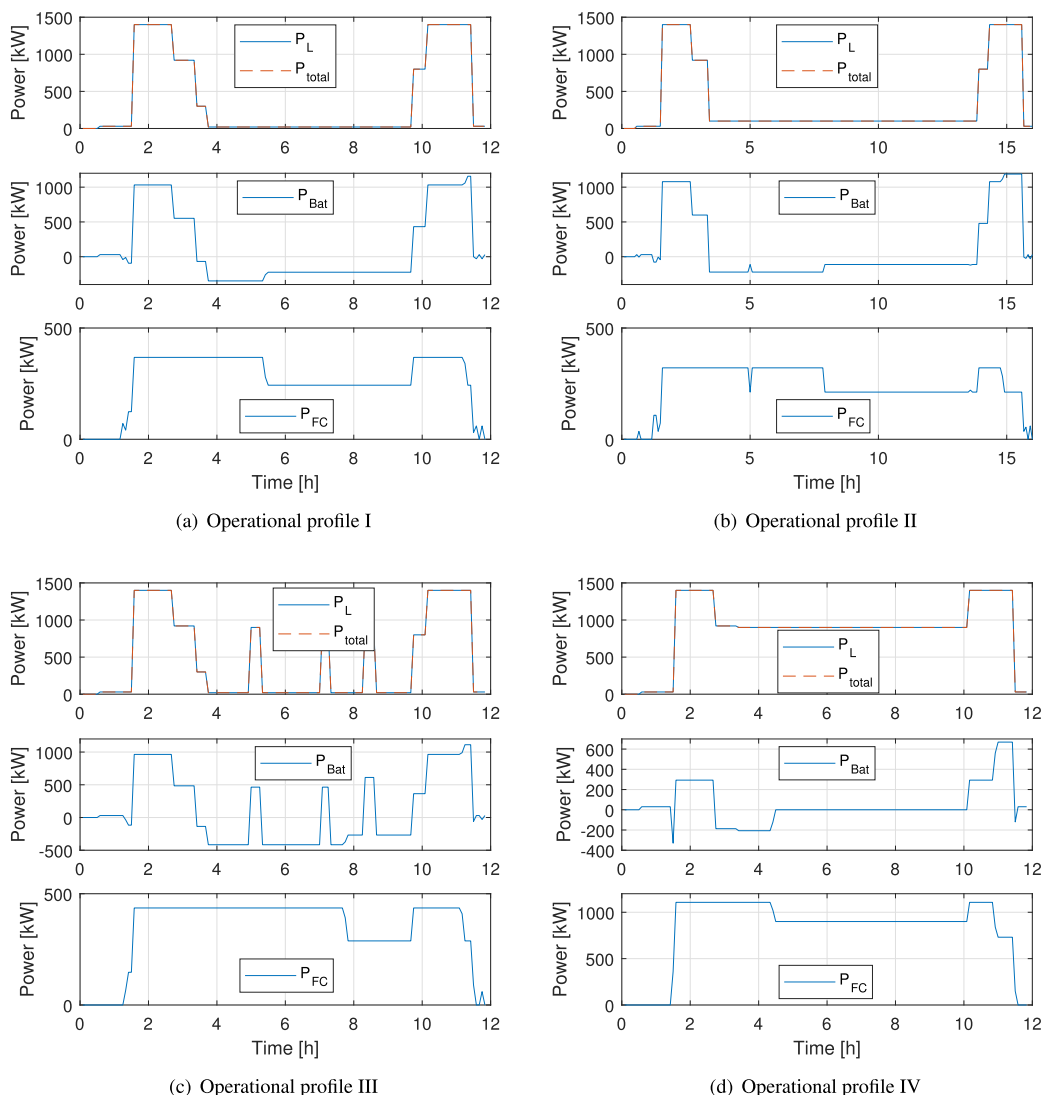 1500
1000
500
0
Power [kW]
P_L
P_total
0 2 4 6 8 10 12
1000
500
0
Power [kW]
P_Bat
0 2 4 6 8 10 12
500
0
Power [kW]
P_FC
0 2 4 6 8 10 12
Time [h]
(a) Operational profile I
1500
1000
500
0
Power [kW]
P_L
P_total
0 5 10 15
1000
500
0
Power [kW]
P_Bat
0 5 10 15
500
0
Power [kW]
P_FC
0 5 10 15
Time [h]
(b) Operational profile II
1500
1000
500
0
Power [kW]
P_L
P_total
0 2 4 6 8 10 12
1000
500
0
-500
Power [kW]
P_Bat
0 2 4 6 8 10 12
500
0
Power [kW]
P_FC
0 2 4 6 8 10 12
Time [h]
(c) Operational profile III
1500
1000
500
0
Power [kW]
P_L
P_total
0 2 4 6 8 10 12
600
400
200
0
-200
-400
Power [kW]
P_Bat
0 2 4 6 8 10 12
1000
500
0
Power [kW]
P_FC
0 2 4 6 8 10 12
Time [h]
(d) Operational profile IV